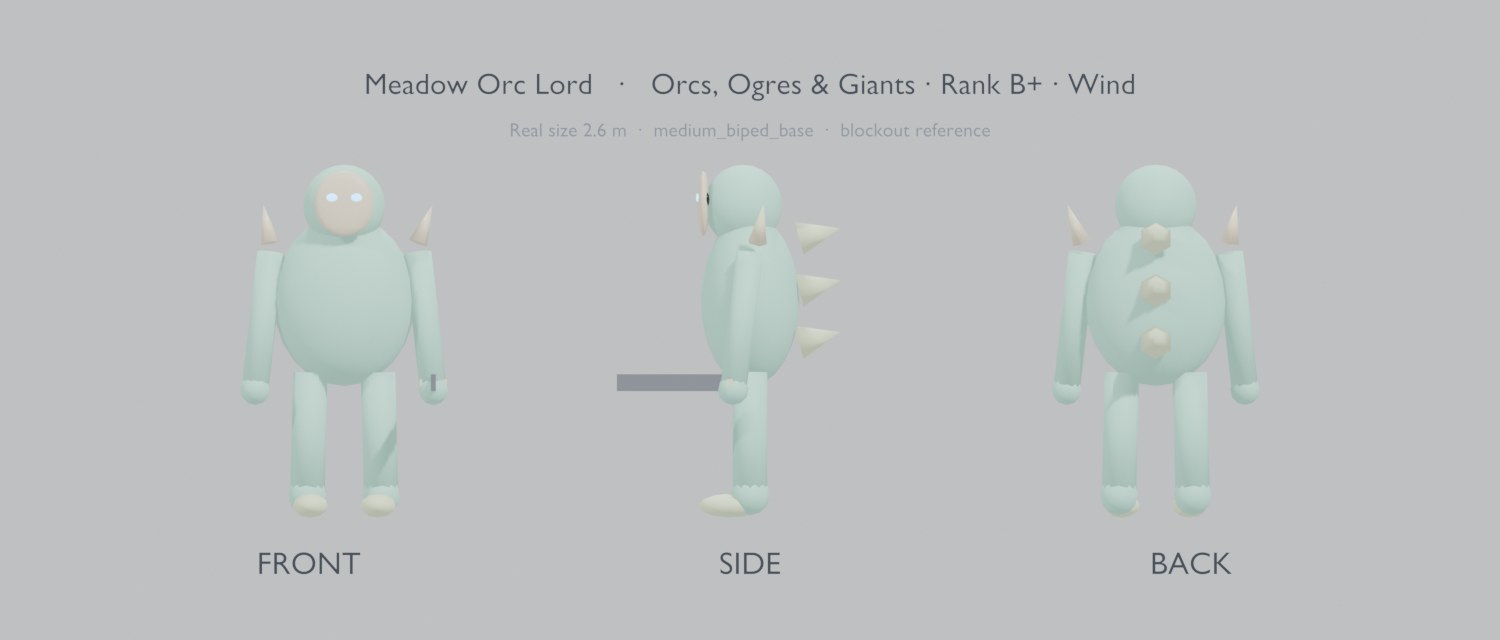 Meadow Orc Lord · Orcs, Ogres & Giants · Rank B+ · Wind
Real size 2.6 m · medium_biped_base · blockout reference
FRONT SIDE BACK